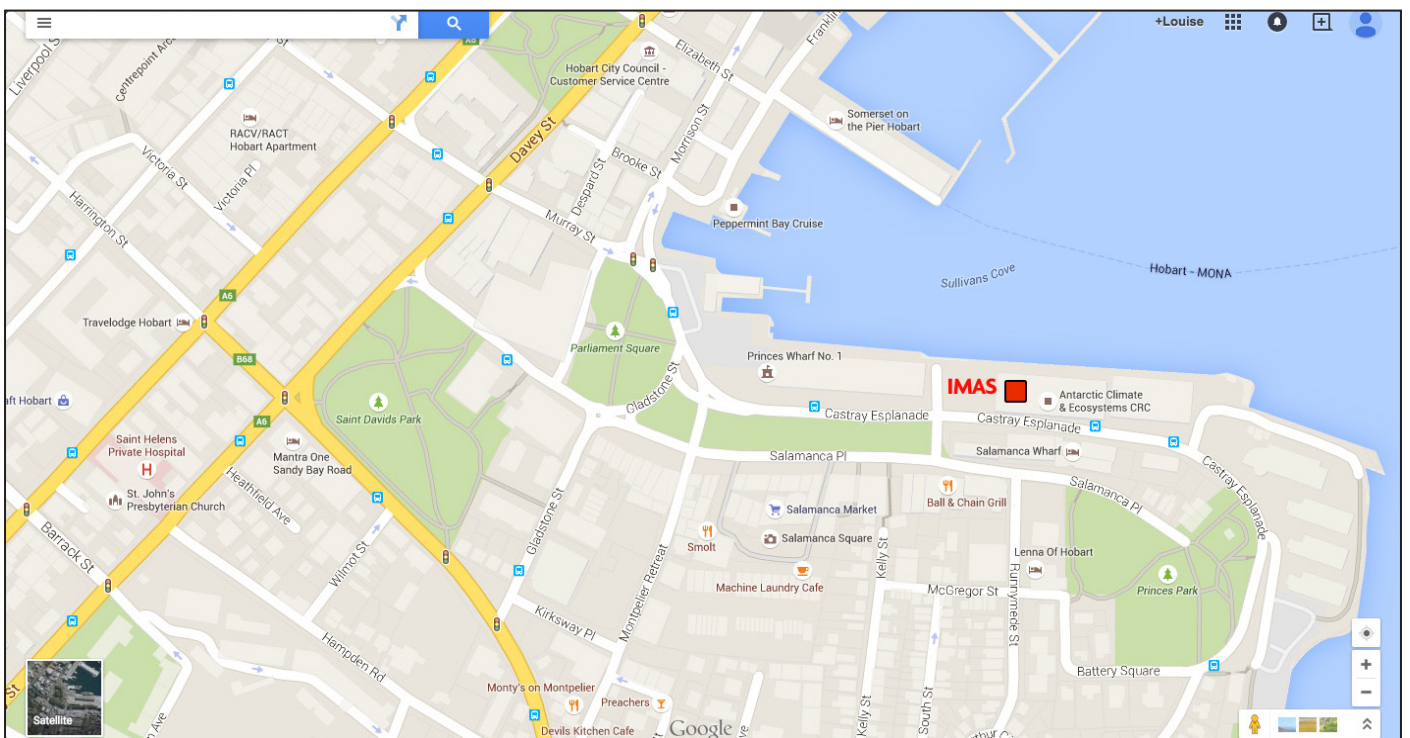 +Louise
Liverpool S
Centrepoint Arc
A6
Elizabeth St
Franklin
Hobart City Council -
Customer Service Centre
Somerset on
the Pier Hobart
RACV/RACT
Hobart Apartment
Davey St
Morrison St
Brooke St
Despard St
Victoria St
Victoria Pl
Harrington St
Murray St
Peppermint Bay Cruise
Sullivans Cove
Hobart - MONA
A6
Travelodge Hobart
B68
Parliament Square
Princes Wharf No. 1
IMAS
Antarctic Climate
& Ecosystems CRC
Gladstone St
Castray Esplanade
Castray Esplanade
aft Hobart
Saint Davids Park
A6
Saint Helens
Private Hospital
H
Mantra One
Sandy Bay Road
Salamanca Pl
Salamanca Wharf
Castray Esplanade
Salamanca Pl
St. John's
Presbyterian Church
Heathfield Ave
Ball & Chain Grill
Salamanca Market
Smolt
Salamanca Square
Gladstone St
Kelly St
Lenna Of Hobart
Barrack St
Wilmot St
Machine Laundry Cafe
McGregor St
Runnymede St
Princes Park
Montpelier Retreat
Kirksway Pl
Hampden Rd
Battery Square
St
Satellite
Ave
Monty's on Montpelier
Preachers
Devils Kitchen Cafe
Google
ve
Kelly St
South St
thur C